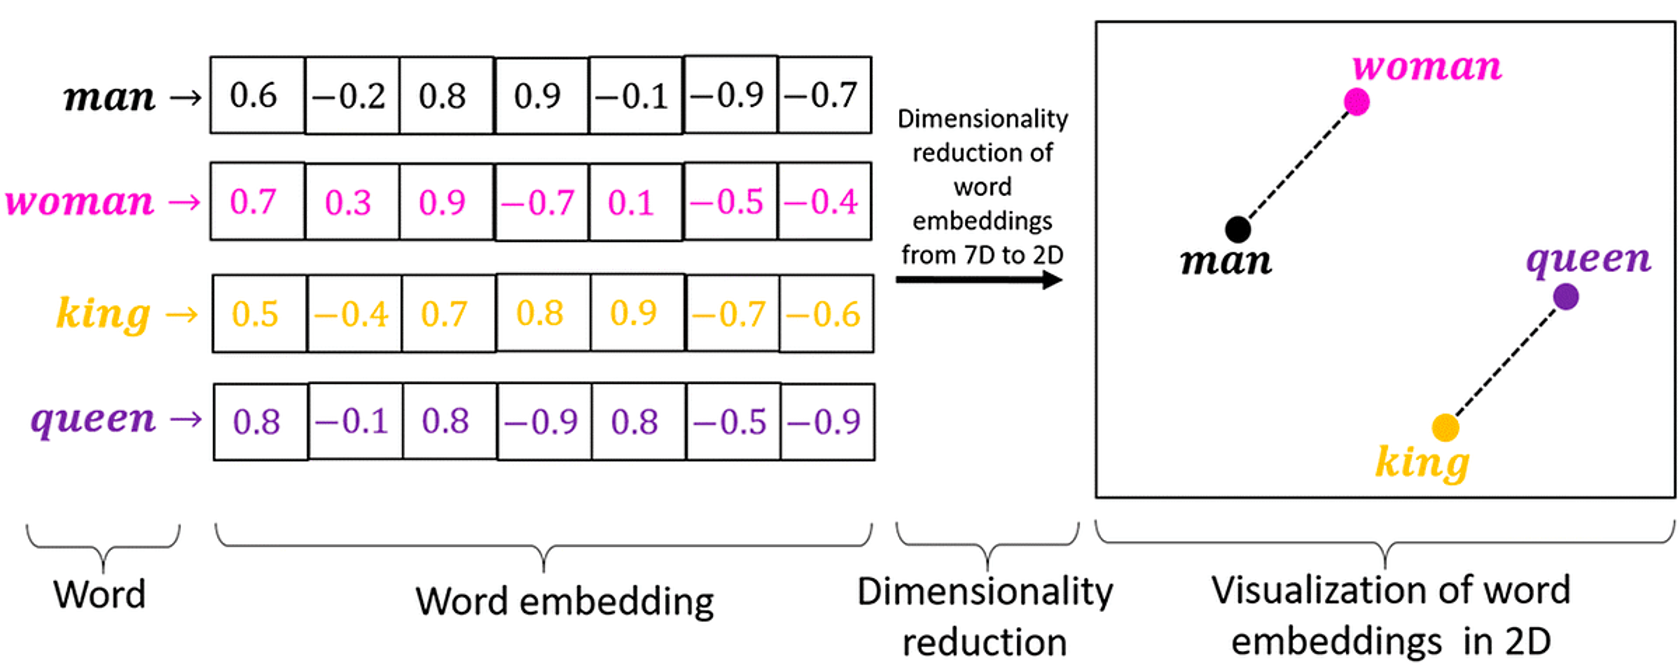 man → 0.6 −0.2 0.8 0.9 −0.1 −0.9 −0.7
woman → 0.7 0.3 0.9 −0.7 0.1 −0.5 −0.4
king → 0.5 −0.4 0.7 0.8 0.9 −0.7 −0.6
queen → 0.8 −0.1 0.8 −0.9 0.8 −0.5 −0.9
Dimensionality
reduction of
word
embeddings
from 7D to 2D
woman
man
queen
king
Word
Word embedding
Dimensionality
reduction
Visualization of word
embeddings in 2D